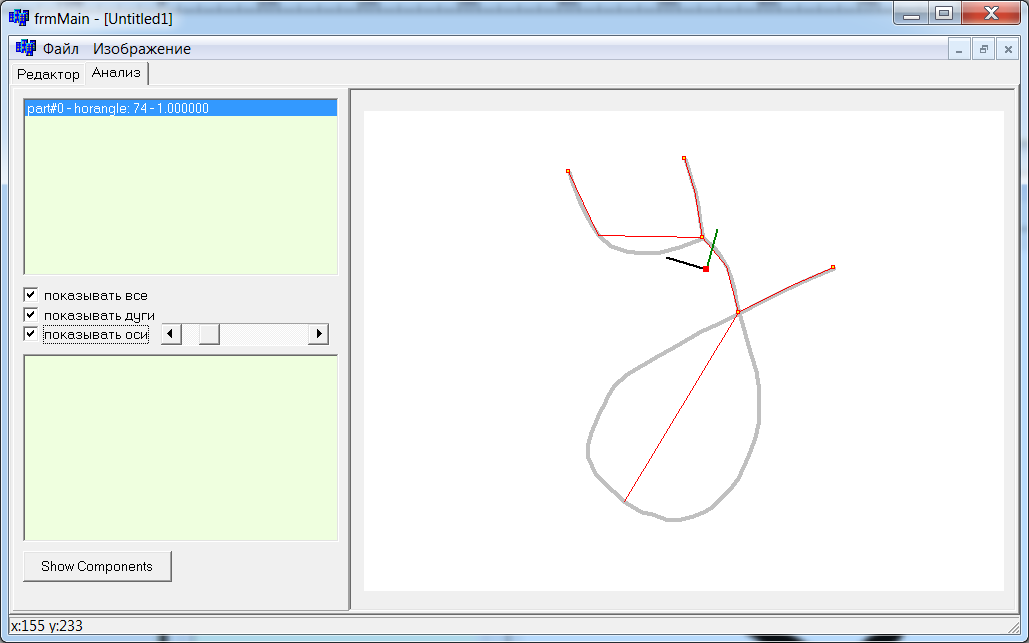 frmMain - [Untitled1]
Файл Изображение
Редактор Анализ
part#0 - horangle: 74 - 1.000000
показывать все
показывать дуги
показывать оси
Show Components
x:155 y:233